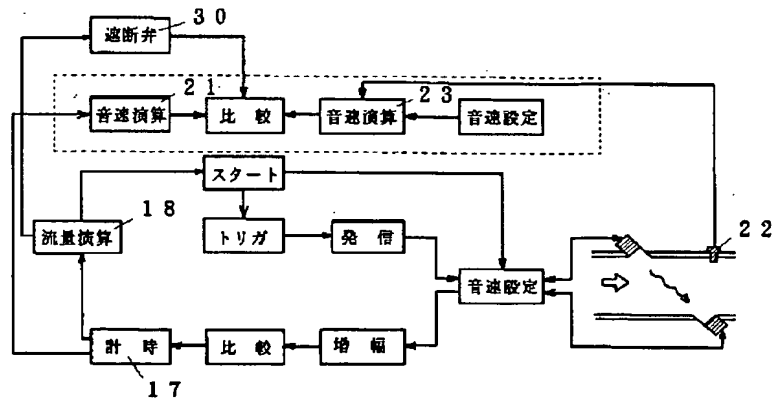 30
遮断弁
21
23
音速演算
比較
音速演算
音速設定
スタート
18
流量演算
トリガ
発信
22
音速設定
計時
比較
増幅
17